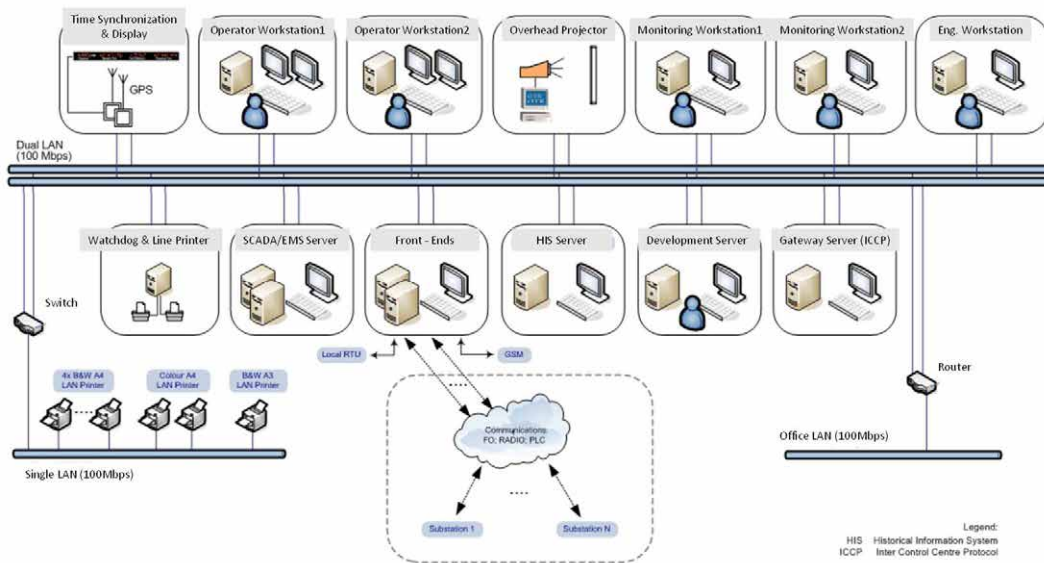 Time Synchronization
& Display
Operator Workstation1
Operator Workstation2
Overhead Projector
Monitoring Workstation1
Monitoring Workstation2
Eng. Workstation
GPS
Dual LAN
(100 Mbps)
Watchdog & Line Printer
SCADA/EMS Server
Front - Ends
HIS Server
Development Server
Gateway Server (ICCP)
Switch
Local RTU
GSM
4x B&W A4
LAN Printer
Colour A4
LAN Printer
B&W A3
LAN Printer
Router
Communications
FO; RADIO; PLC
Office LAN (100Mbps)
Single LAN (100Mbps)
Substation 1
Substation N
Legend:
HIS Historical Information System
ICCP Inter Control Centre Protocol